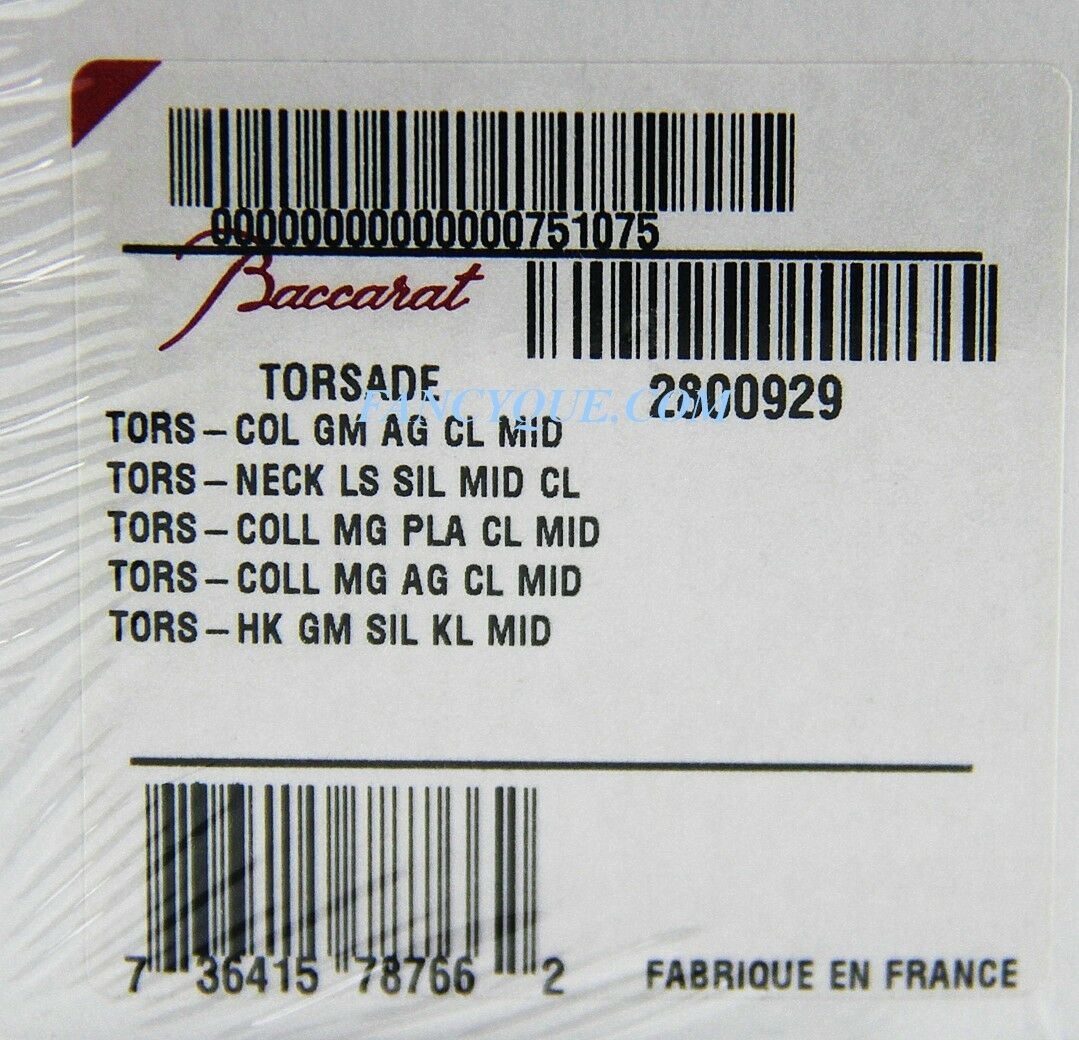 000000000000000751075
Baccarat
TORSADE
2800929
FANCYQUE.COM
TORS-COL GM AG CL MID
TORS-NECK LS SIL MID CL
TORS-COLL MG PLA CL MID
TORS-COLL MG AG CL MID
TORS-HK GM SIL KL MID
7 36415 78766 2
FABRIQUE EN FRANCE